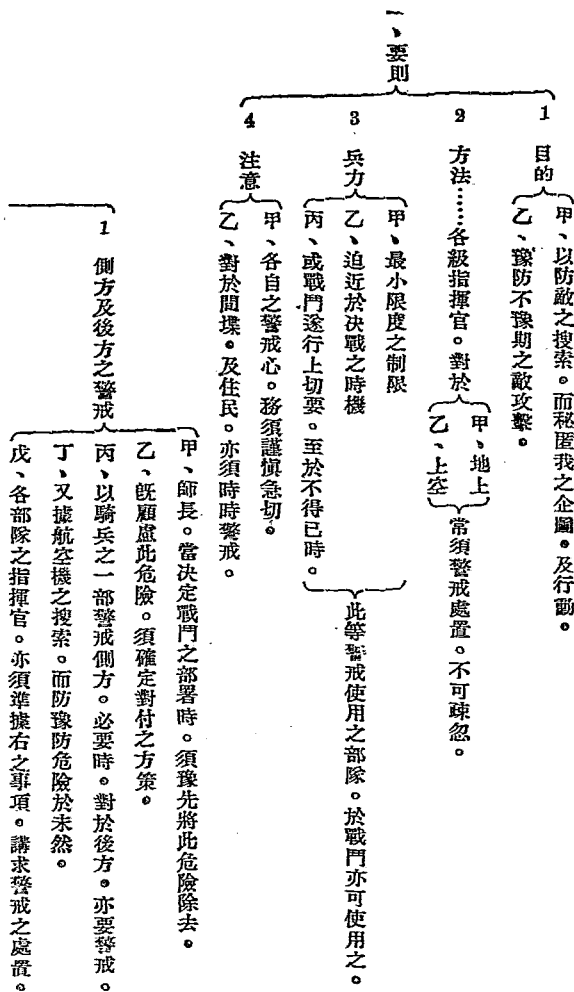 一、要則
1 目的
甲、以防敵之搜索。而秘匿我之企圖。及行動。
乙、豫防不豫期之敵攻擊。
2 方法……各級指揮官。對於
甲、地上
乙、上空
常須警戒處置。不可疎忽。
3 兵力
甲、最小限度之制限
乙、迫近於決戰之時機
丙、或戰鬥遂行上切要。至於不得已時。
此等警戒使用之部隊。於戰鬥亦可使用之。
4 注意
甲、各自之警戒心。務須謹愼急切。
乙、對於間堞。及住民。亦須時時警戒。
1 側方及後方之警戒
甲、師長。當決定戰鬥之部署時。須豫先將此危險除去。
乙、旣顧慮此危險。須確定對付之方策。
丙、以騎兵之一部警戒側方。必要時。對於後方。亦要警戒。
丁、又據航空機之搜索。而防豫防危險於未然。
戊、各部隊之指揮官。亦須準據右之事項。講求警戒之處置。